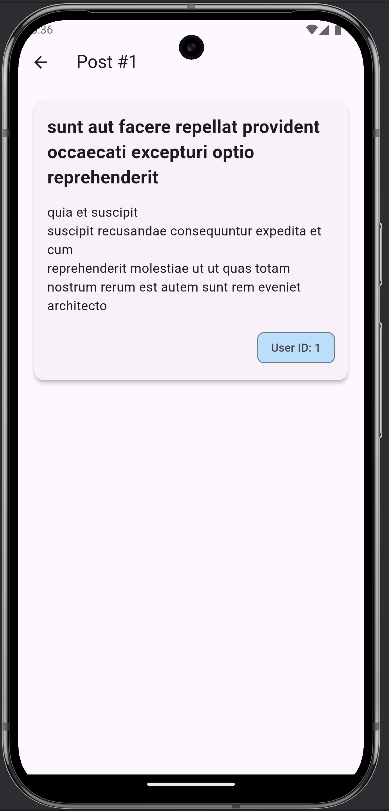 Post #1
sunt aut facere repellat provident
occaecati excepturi optio
reprehenderit
quia et suscipit
suscipit recusandae consequuntur expedita et
cum
reprehenderit molestiae ut ut quas totam
nostrum rerum est autem sunt rem eveniet
architecto
User ID: 1